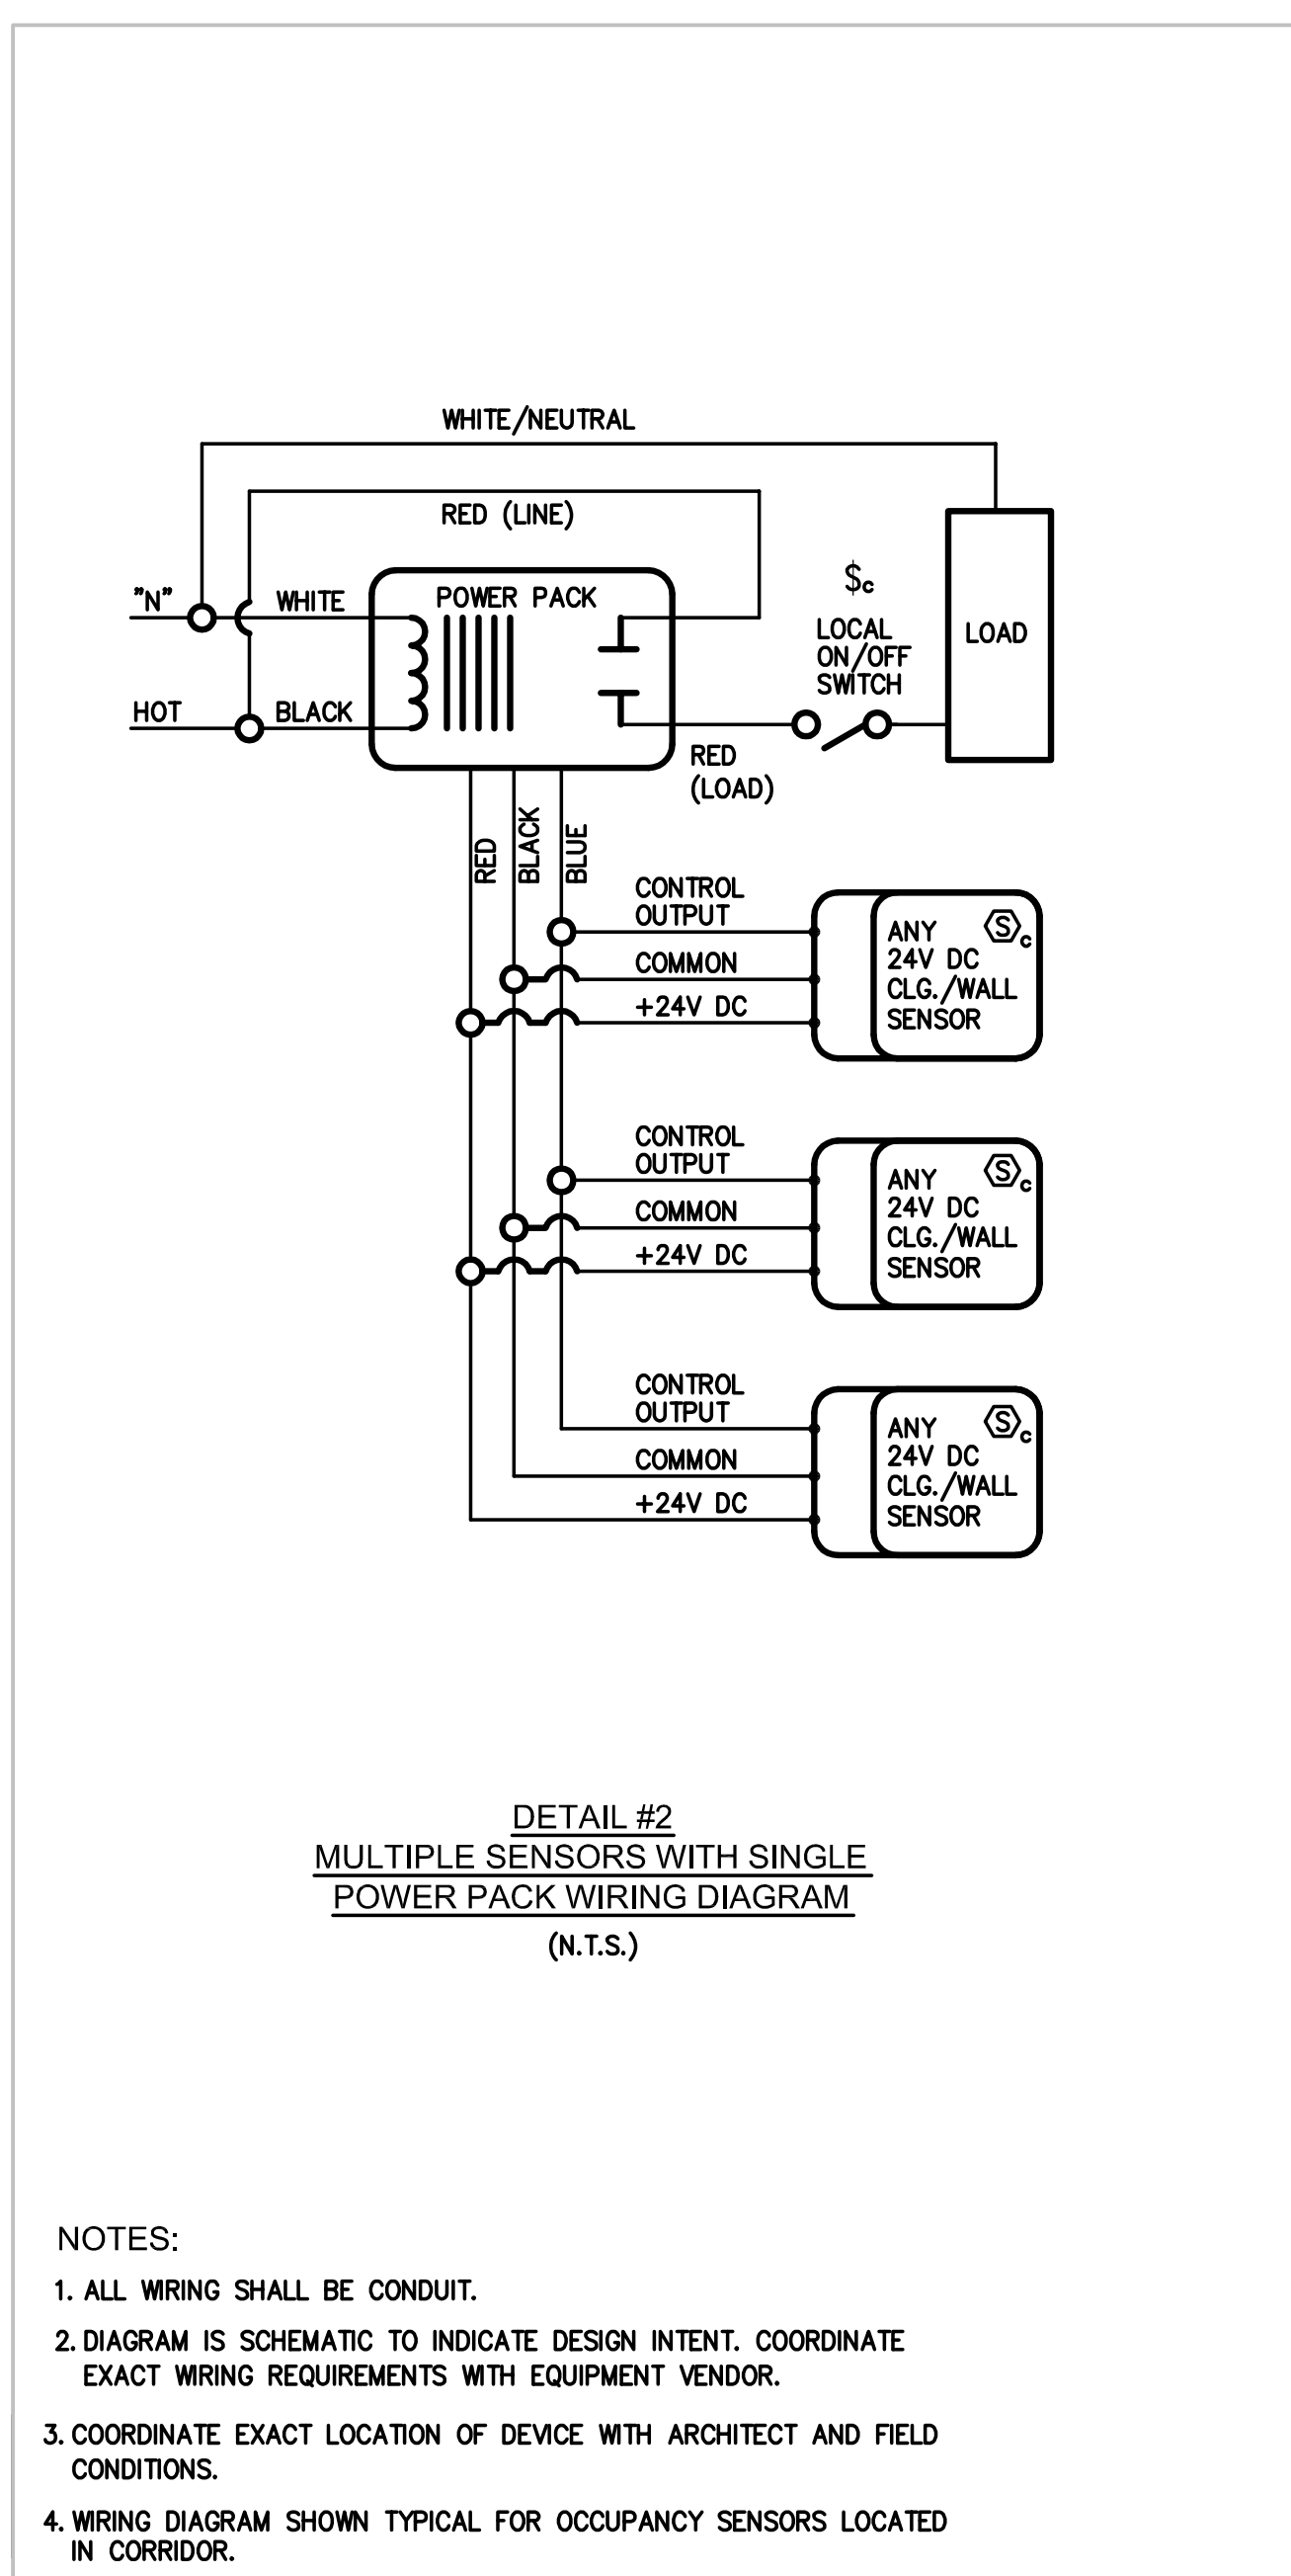 WHITE/NEUTRAL
RED (LINE)
"N"
WHITE
POWER PACK
$c
LOCAL
ON/OFF
SWITCH
LOAD
HOT
BLACK
RED
(LOAD)
RED
BLACK
BLUE
CONTROL
OUTPUT
COMMON
+24V DC
ANY
24V DC
CLG./WALL
SENSOR
S c
CONTROL
OUTPUT
COMMON
+24V DC
ANY
24V DC
CLG./WALL
SENSOR
S c
CONTROL
OUTPUT
COMMON
+24V DC
ANY
24V DC
CLG./WALL
SENSOR
S c
DETAIL #2
MULTIPLE SENSORS WITH SINGLE
POWER PACK WIRING DIAGRAM
(N.T.S.)
NOTES:
1. ALL WIRING SHALL BE CONDUIT.
2. DIAGRAM IS SCHEMATIC TO INDICATE DESIGN INTENT. COORDINATE
EXACT WIRING REQUIREMENTS WITH EQUIPMENT VENDOR.
3. COORDINATE EXACT LOCATION OF DEVICE WITH ARCHITECT AND FIELD
CONDITIONS.
4. WIRING DIAGRAM SHOWN TYPICAL FOR OCCUPANCY SENSORS LOCATED
IN CORRIDOR.